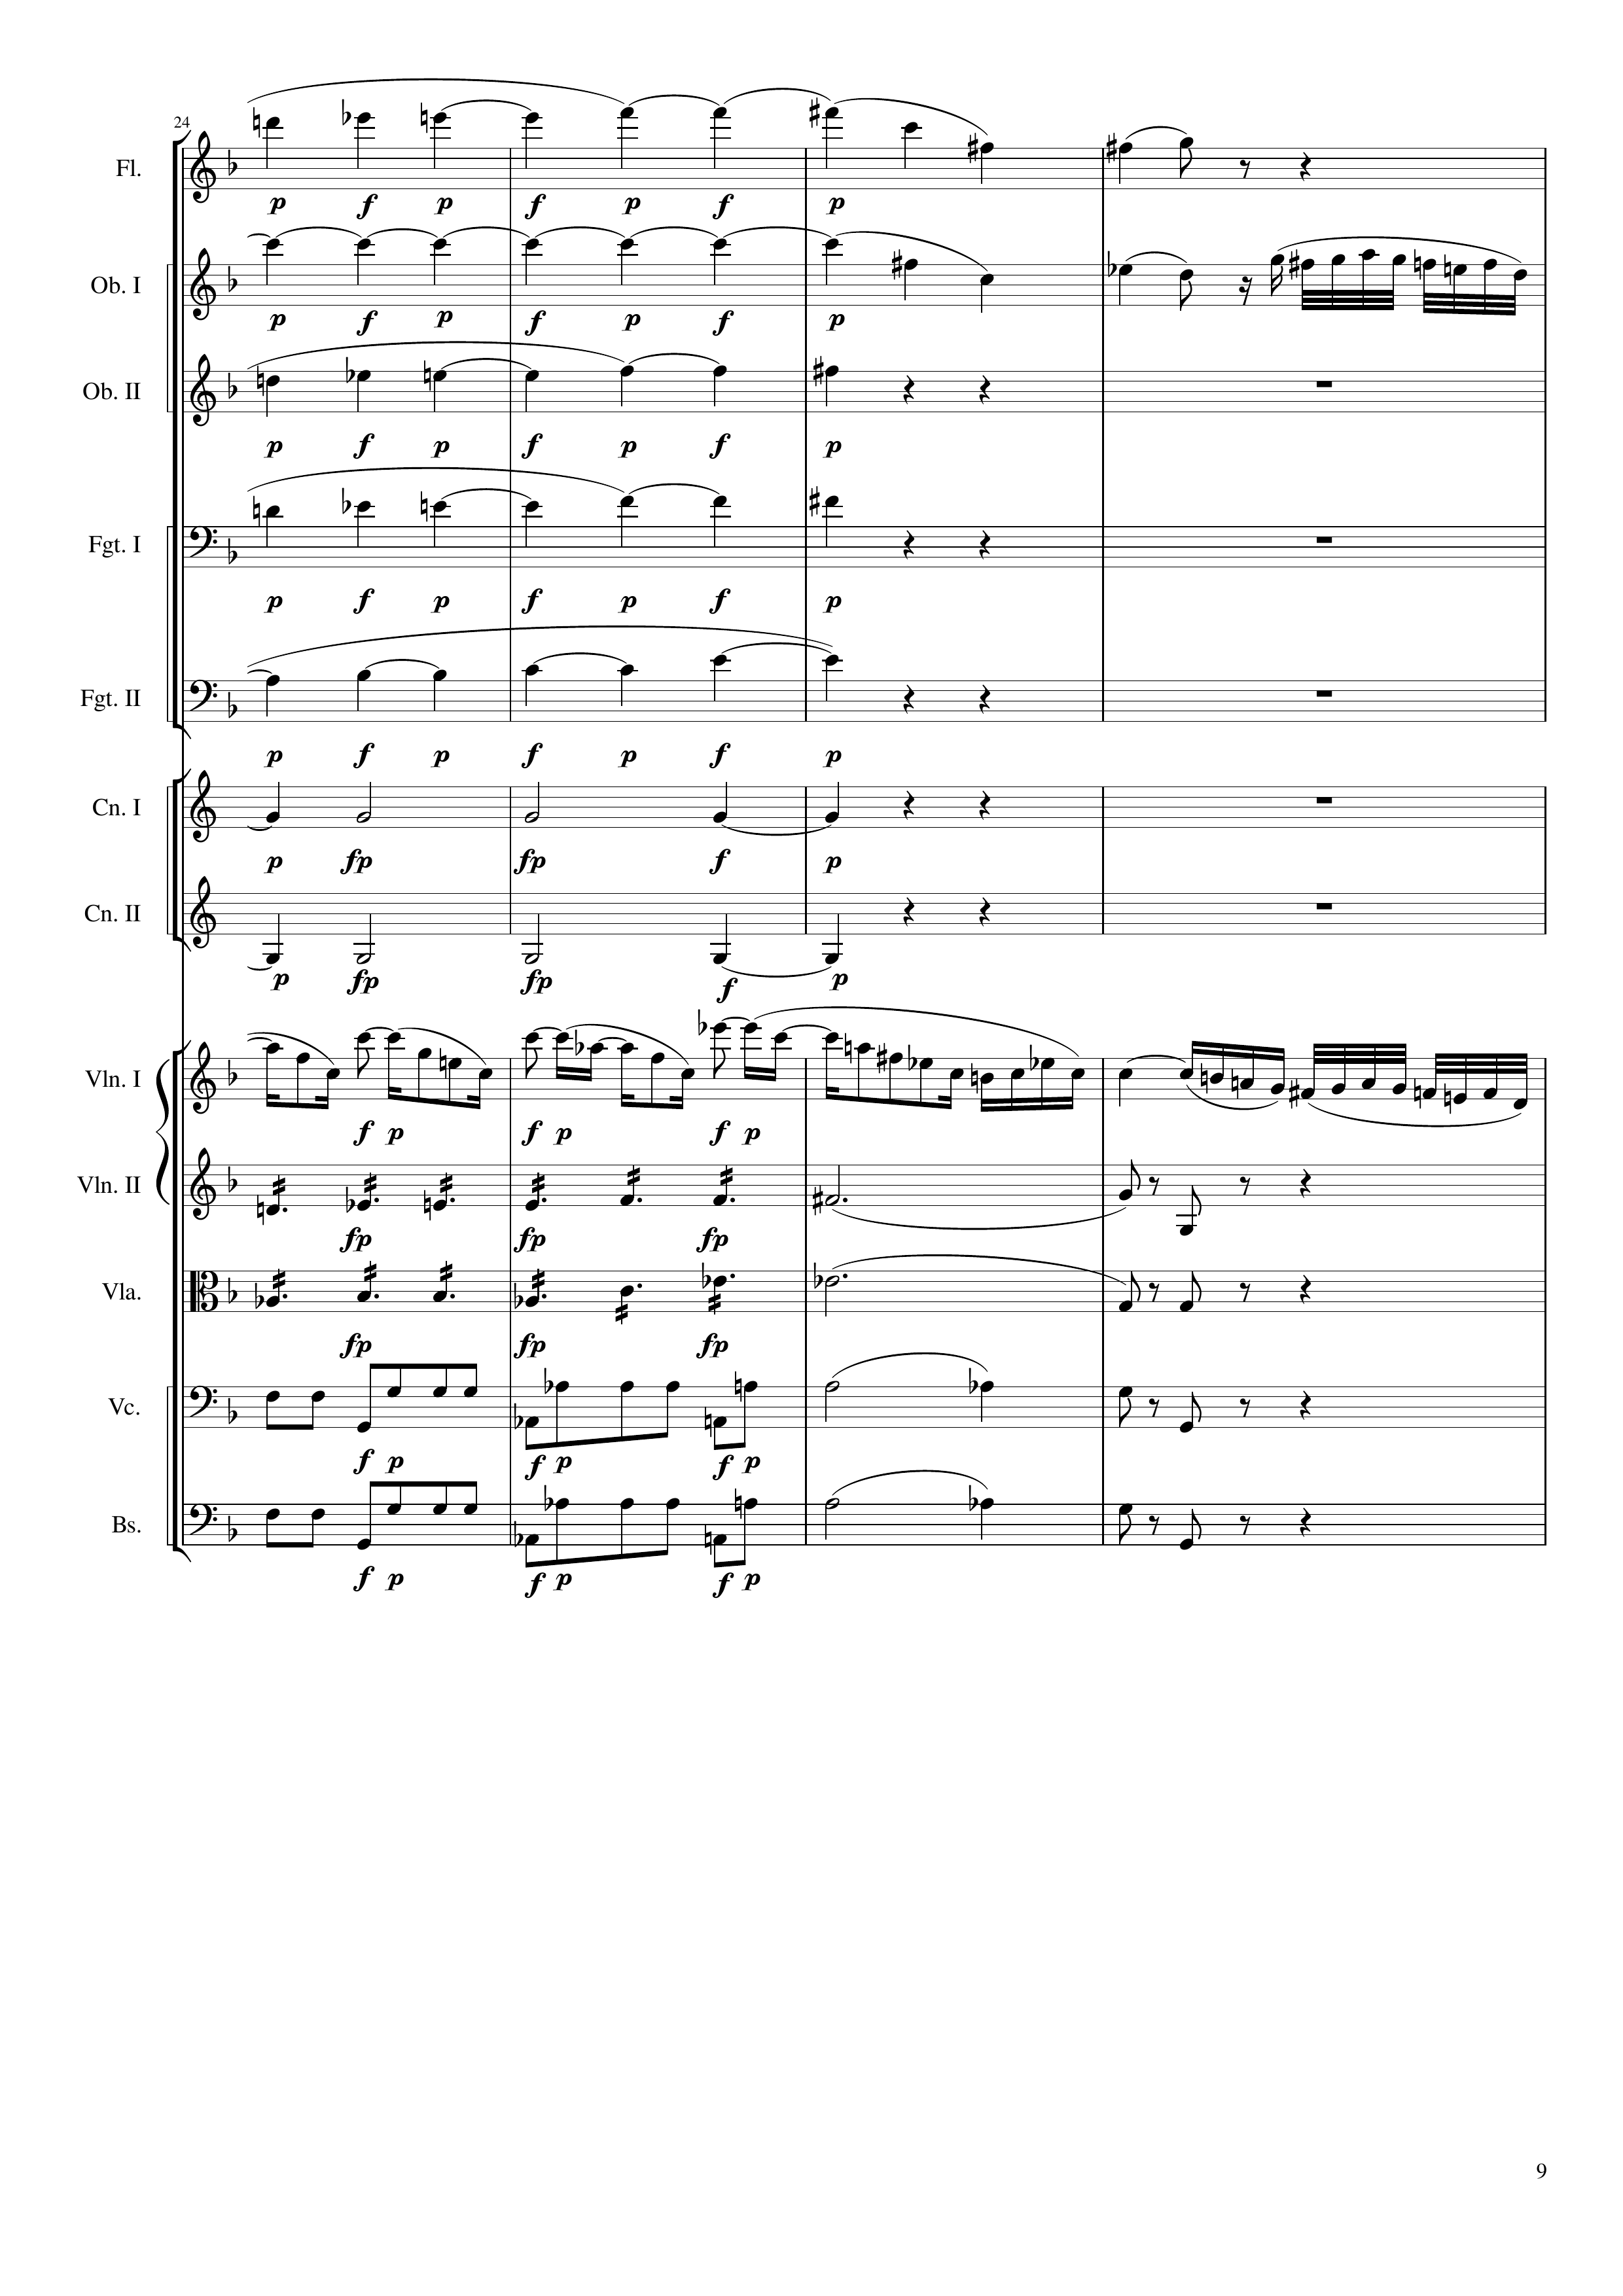 24
Fl.
p f p f p f p
Ob. I
p f p f p f p
Ob. II
p f p f p f p
Fgt. I
p f p f p f p
Fgt. II
p f p f p f p
Cn. I
p fp fp f p
Cn. II
p fp fp f p
Vln. I
f p f p f p
Vln. II
fp fp fp
Vla.
fp fp fp
Vc.
f p f p f p
Bs.
f p f p f p
9